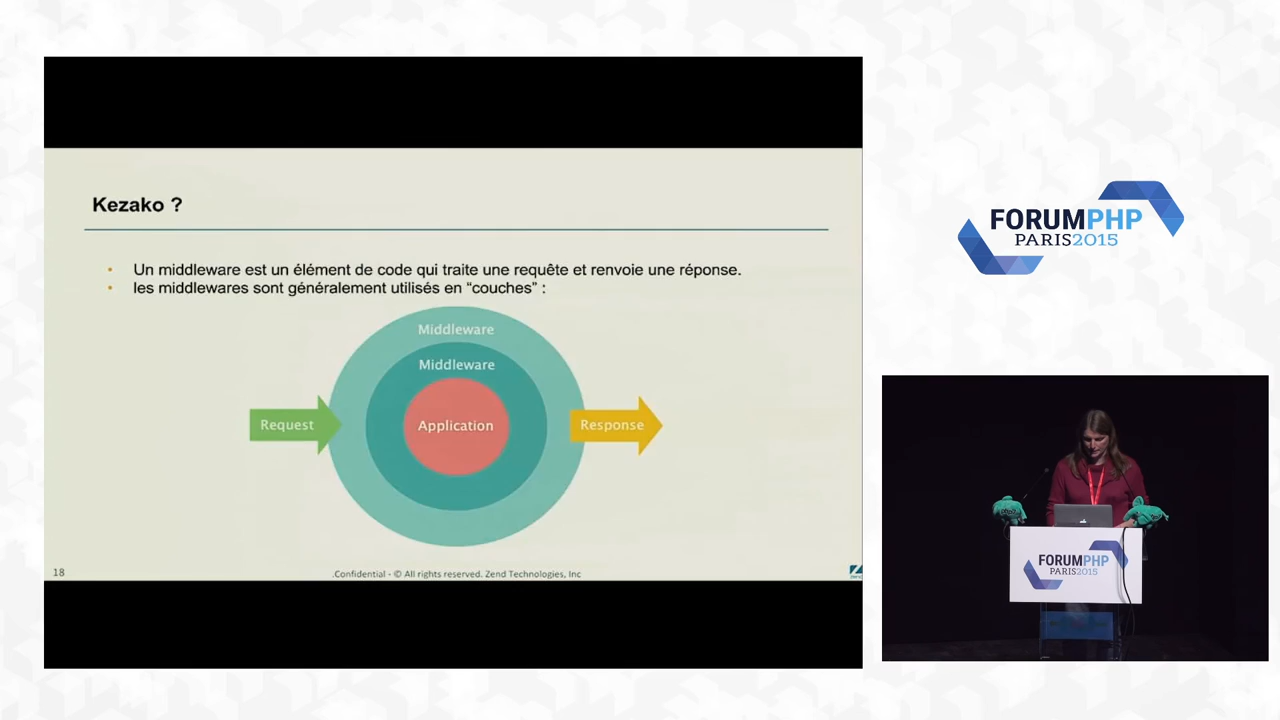 Kezako ?
Un middleware est un élément de code qui traite une requête et renvoie une réponse.
les middlewares sont généralement utilisés en “couches” :
Middleware
Middleware
Request
Application
Response
18
.Confidential - © All rights reserved. Zend Technologies, Inc
FORUMPHP
PARIS2015
FORUMPHP
PARIS2015